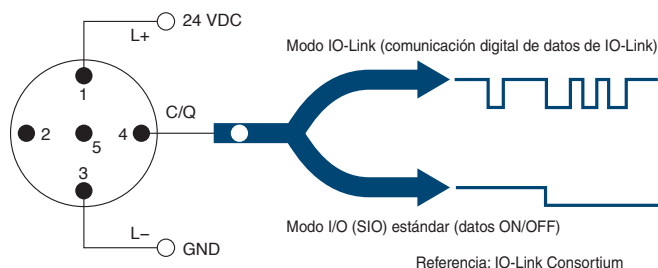 24 VDC
L+
Modo IO-Link (comunicación digital de datos de IO-Link)
1
C/Q
2
5
4
3
L–
GND
Modo I/O (SIO) estándar (datos ON/OFF)
Referencia: IO-Link Consortium